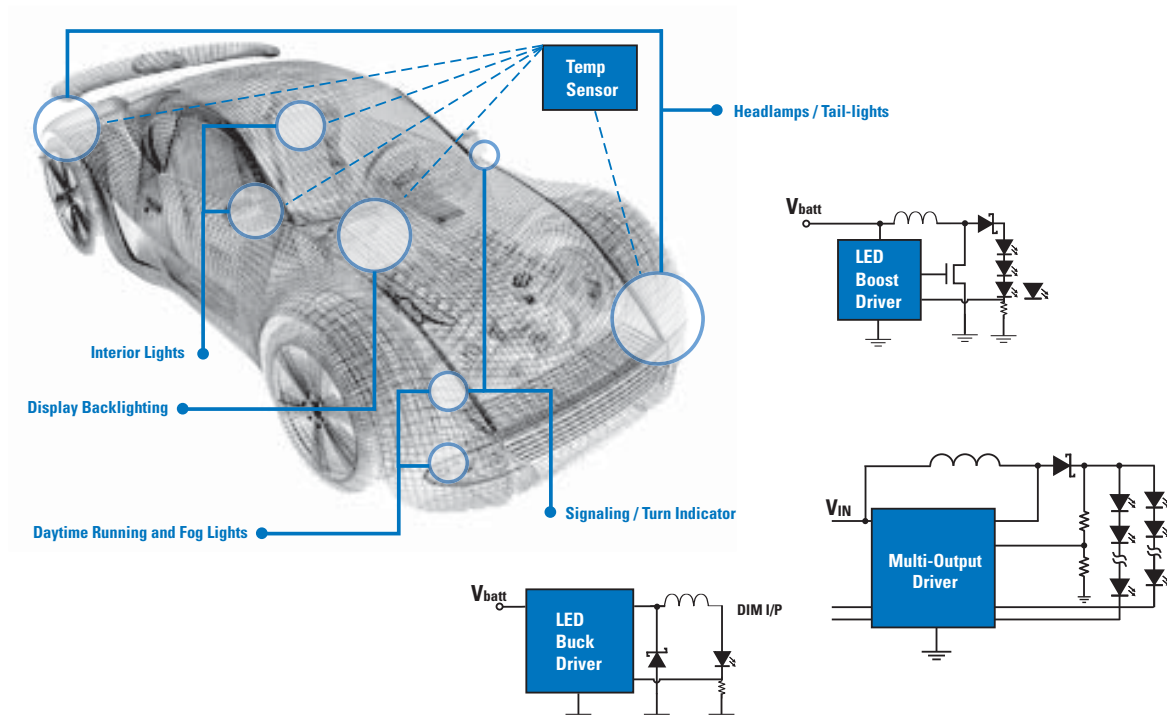 Temp
Sensor
Headlamps / Tail-lights
Vbatt
LED
Boost
Driver
Interior Lights
Display Backlighting
Daytime Running and Fog Lights
Signaling / Turn Indicator
VIN
Multi-Output
Driver
Vbatt
LED
Buck
Driver
DIM I/P